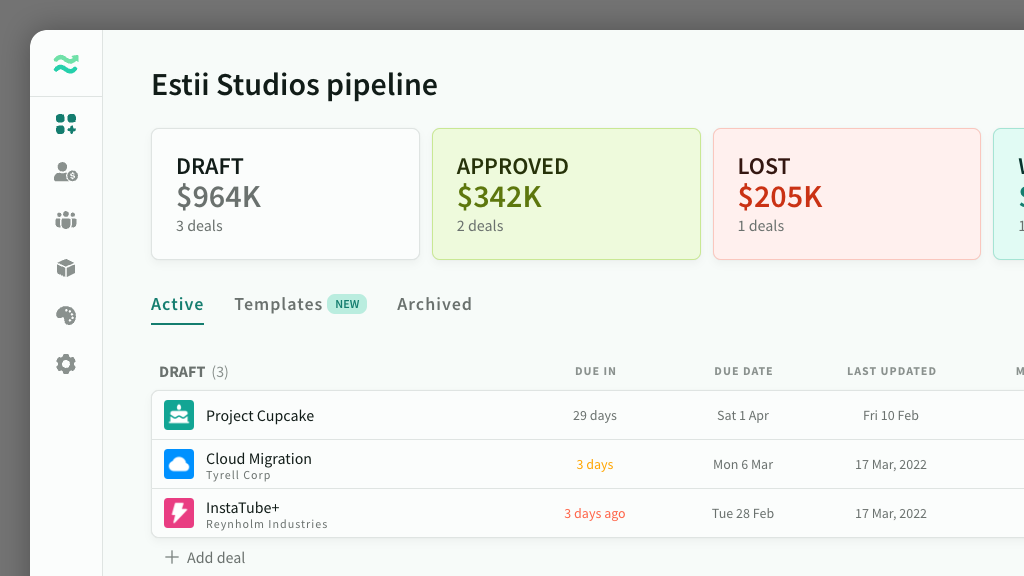 Estii Studios pipeline
DRAFT
$964K
3 deals
APPROVED
$342K
2 deals
LOST
$205K
1 deals
Active
Templates NEW
Archived
DRAFT (3) DUE IN DUE DATE LAST UPDATED
Project Cupcake 29 days Sat 1 Apr Fri 10 Feb
Cloud Migration
Tyrell Corp
3 days Mon 6 Mar 17 Mar, 2022
InstaTube+
Reynholm Industries
3 days ago Tue 28 Feb 17 Mar, 2022
Add deal